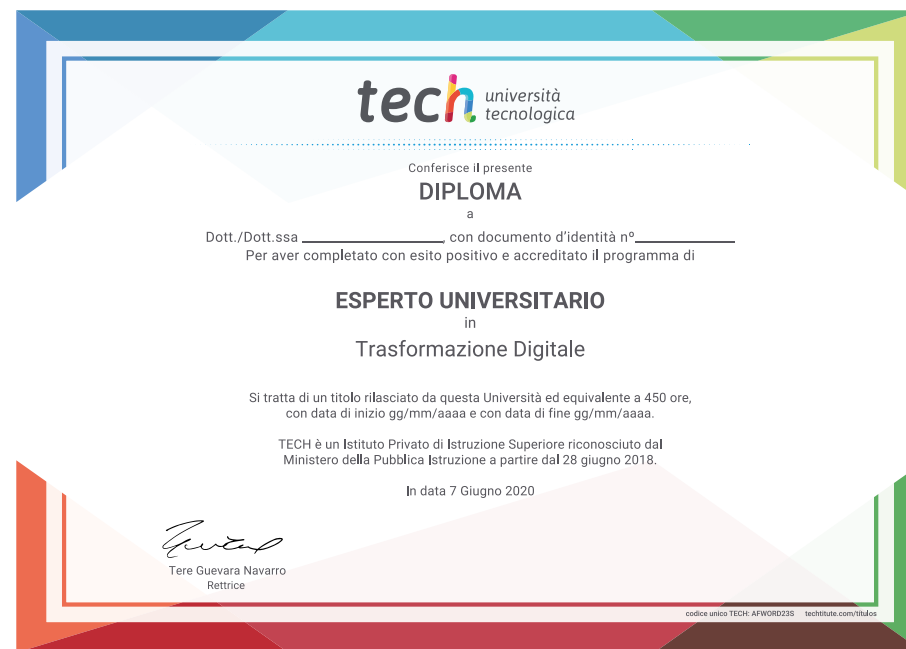 tech università
tecnologica
Conferisce il presente
DIPLOMA
a
Dott./Dott.ssa _________________, con documento d'identità nº____________
Per aver completato con esito positivo e accreditato il programma di
ESPERTO UNIVERSITARIO
in
Trasformazione Digitale
Si tratta di un titolo rilasciato da questa Università ed equivalente a 450 ore,
con data di inizio gg/mm/aaaa e con data di fine gg/mm/aaaa.
TECH è un Istituto Privato di Istruzione Superiore riconosciuto dal
Ministero della Pubblica Istruzione a partire dal 28 giugno 2018.
In data 7 Giugno 2020
Tere Guevara Navarro
Rettrice
codice unico TECH: AFWORD23S techtitute.com/titulos